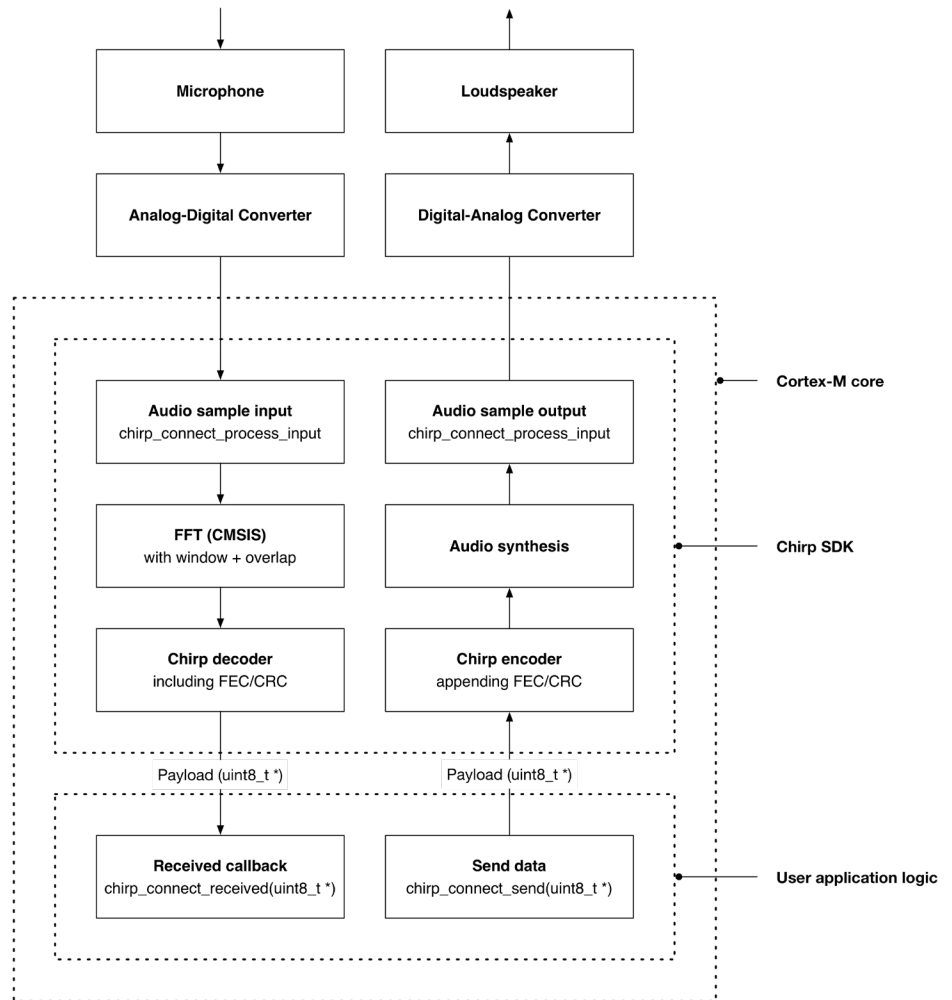 Microphone
Loudspeaker
Analog-Digital Converter
Digital-Analog Converter
Cortex-M core
Audio sample input
chirp_connect_process_input
Audio sample output
chirp_connect_process_input
FFT (CMSIS)
with window + overlap
Audio synthesis
Chirp SDK
Chirp decoder
including FEC/CRC
Chirp encoder
appending FEC/CRC
Payload (uint8_t *)
Payload (uint8_t *)
Received callback
chirp_connect_received(uint8_t *)
Send data
chirp_connect_send(uint8_t *)
User application logic